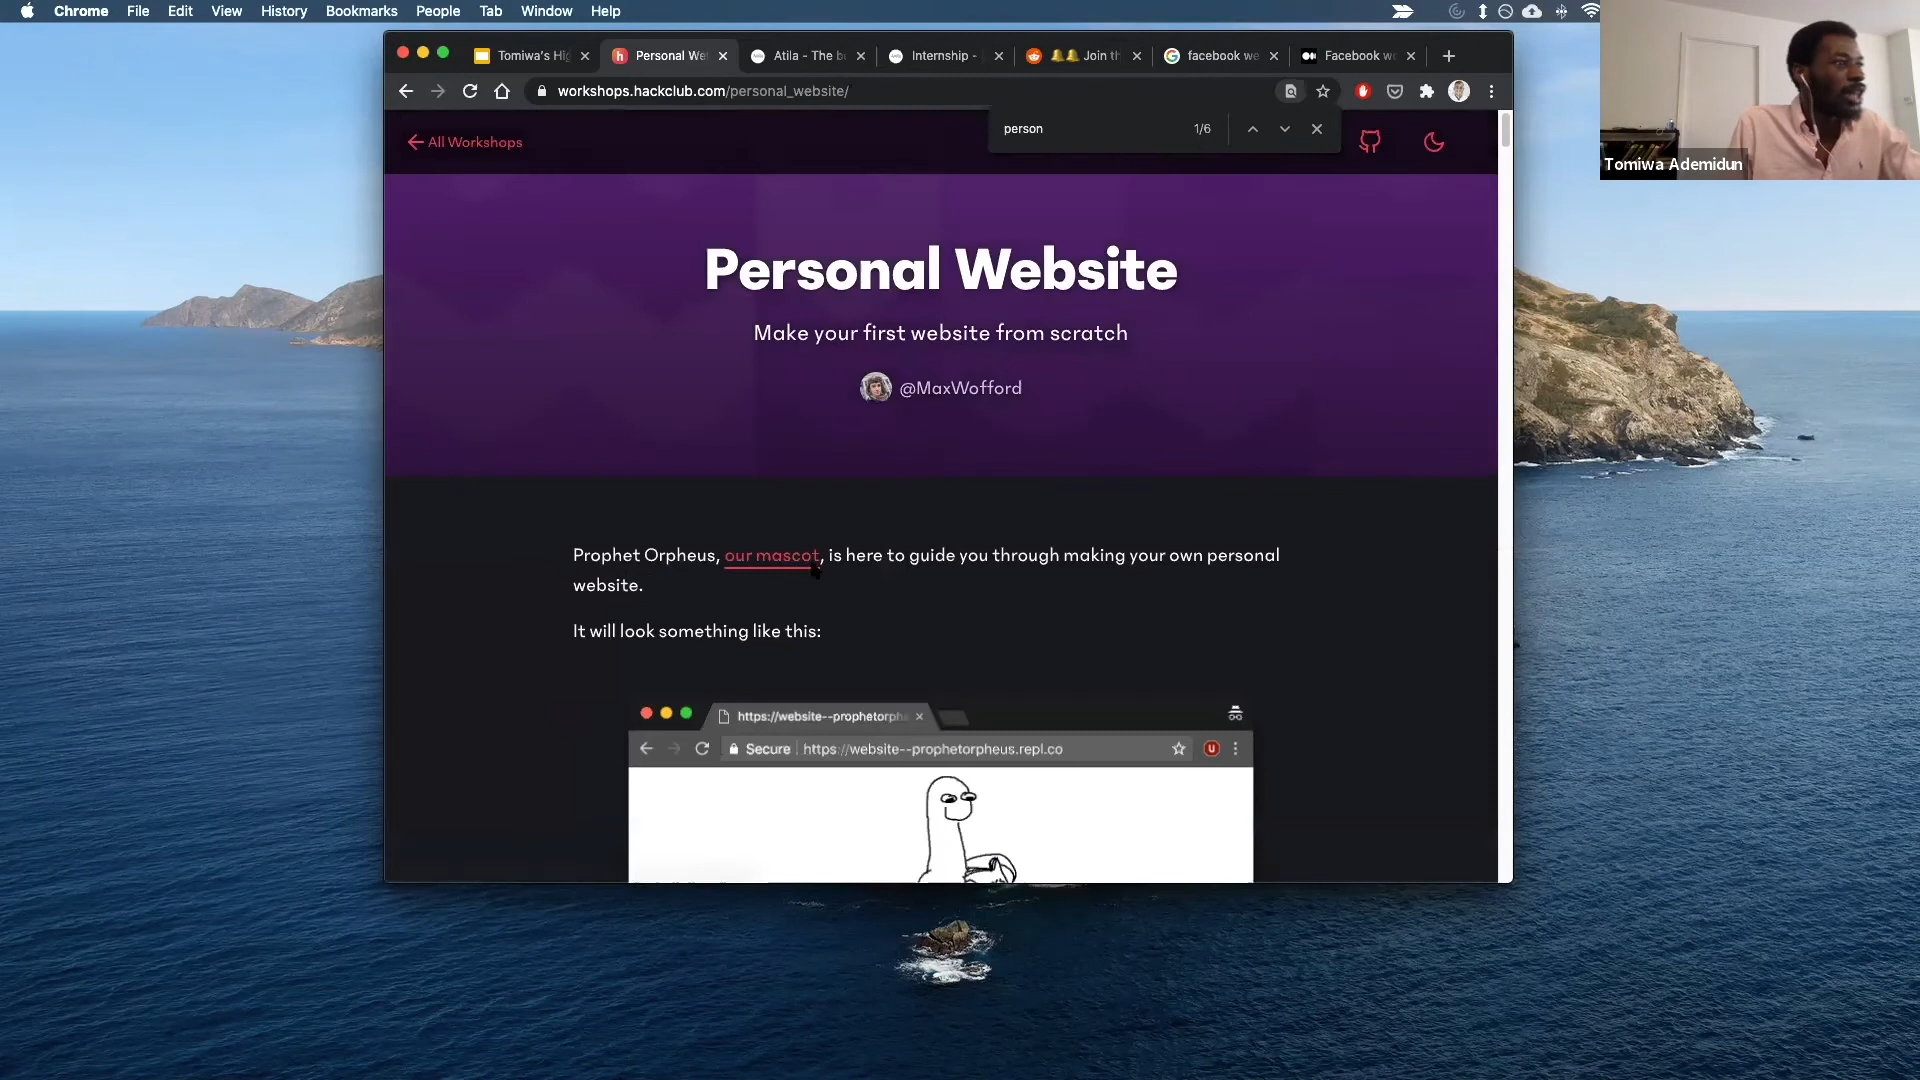 Chrome File Edit View History Bookmarks People Tab Window Help
Tomiwa's Hig
Personal We
Atila - The b
Internship -
Join th
facebook we
Facebook wo
workshops.hackclub.com/personal_website/
person 1/6
All Workshops
Tomiwa Ademidun
Personal Website
Make your first website from scratch
@MaxWofford
Prophet Orpheus, our mascot, is here to guide you through making your own personal
website.
It will look something like this:
https://website--prophetorph
Secure https://website--prophetorpheus.repl.co